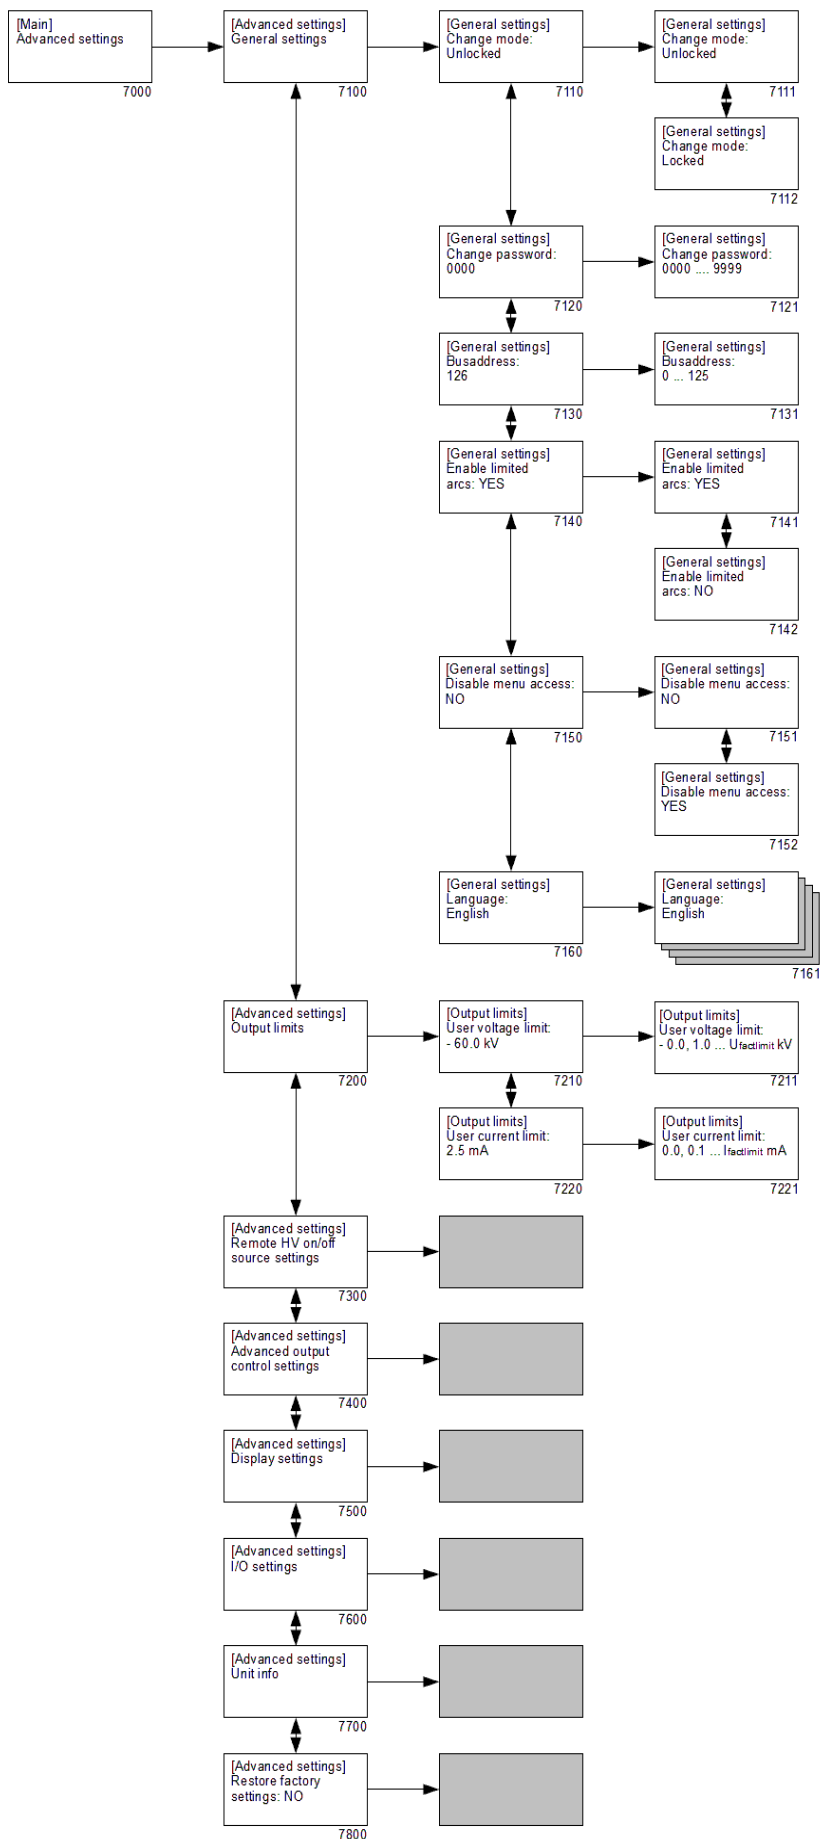 [Main]
Advanced settings
7000
[Advanced settings]
General settings
7100
[General settings]
Change mode:
Unlocked
7110
[General settings]
Change mode:
Unlocked
7111
[General settings]
Change mode:
Locked
7112
[General settings]
Change password:
0000
7120
[General settings]
Change password:
0000 .... 9999
7121
[General settings]
Busaddress:
126
7130
[General settings]
Busaddress:
0 ... 125
7131
[General settings]
Enable limited
arcs: YES
7140
[General settings]
Enable limited
arcs: YES
7141
[General settings]
Enable limited
arcs: NO
7142
[General settings]
Disable menu access:
NO
7150
[General settings]
Disable menu access:
NO
7151
[General settings]
Disable menu access:
YES
7152
[General settings]
Language:
English
7160
[General settings]
Language:
English
7161
[Advanced settings]
Output limits
7200
[Output limits]
User voltage limit:
- 60.0 kV
7210
[Output limits]
User voltage limit:
- 0.0, 1.0 ... Ufactlimit kV
7211
[Output limits]
User current limit:
2.5 mA
7220
[Output limits]
User current limit:
0.0, 0.1 ... Ifactlimit mA
7221
[Advanced settings]
Remote HV on/off
source settings
7300
[Advanced settings]
Advanced output
control settings
7400
[Advanced settings]
Display settings
7500
[Advanced settings]
I/O settings
7600
[Advanced settings]
Unit info
7700
[Advanced settings]
Restore factory
settings: NO
7800